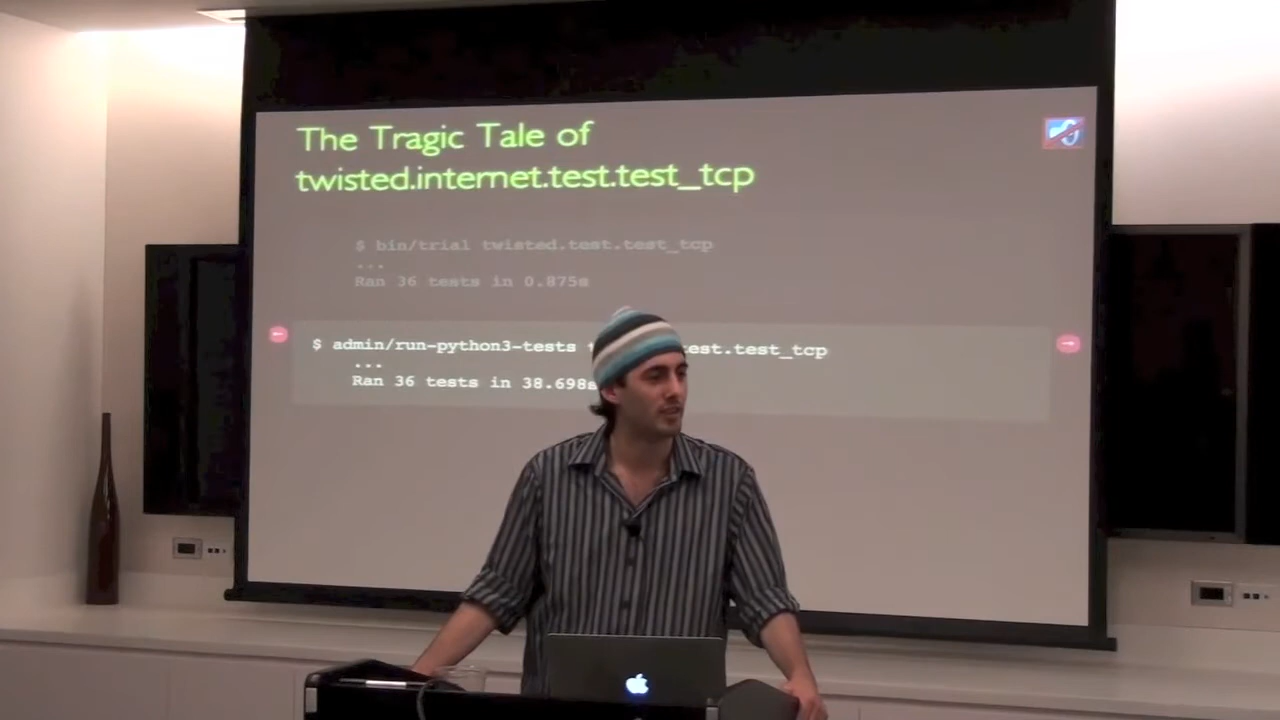 The Tragic Tale of
twisted.internet.test.test_tcp
$ bin/trial twisted.test.test_tcp
...
Ran 36 tests in 0.875s
$ admin/run-python3-tests est.test_tcp
...
Ran 36 tests in 38.698s